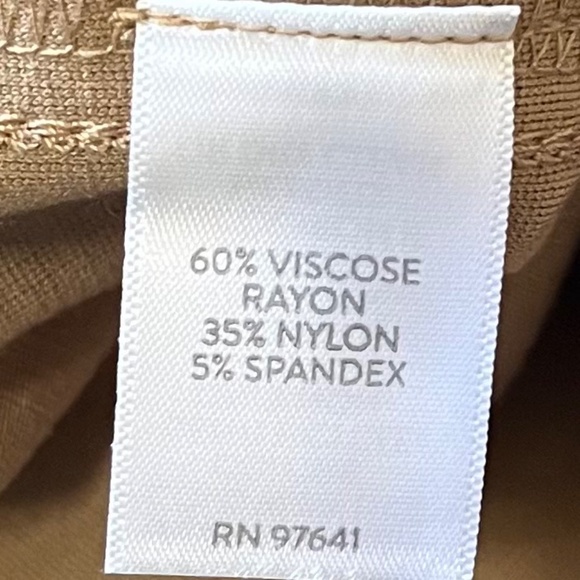 60% VISCOSE
RAYON
35% NYLON
5% SPANDEX
RN 97641